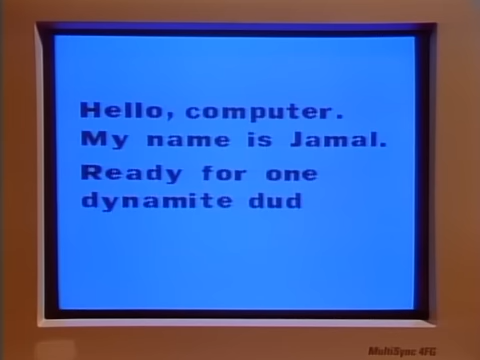 Hello, computer.
My name is Jamal.
Ready for one
dynamite dud
MultiSync 4FG